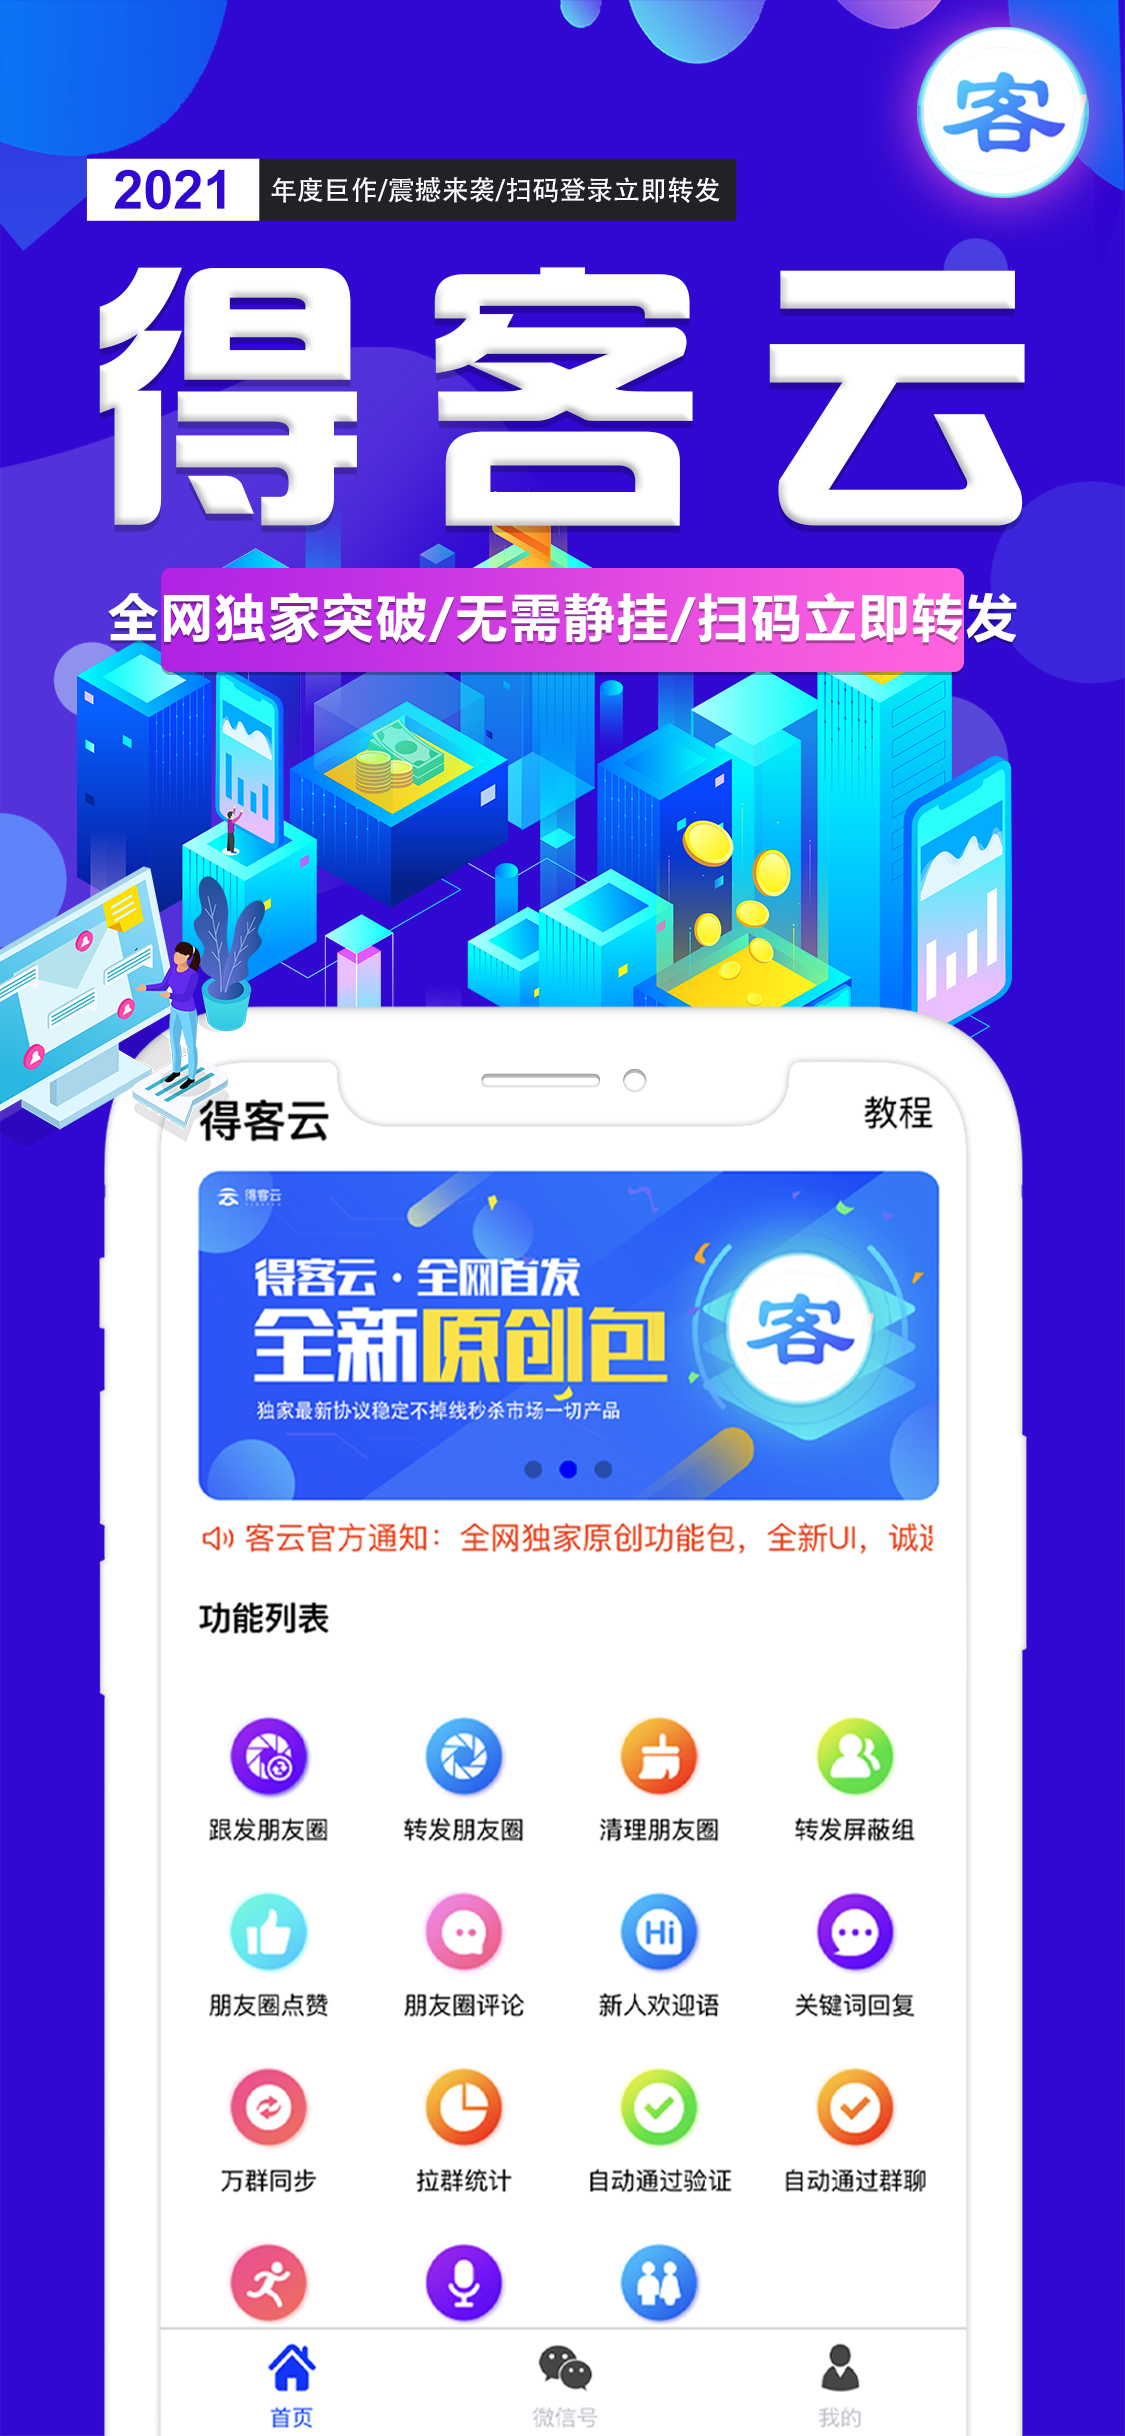 客
2021 年度巨作/震撼来袭/扫码登录立即转发
得客云
全网独家突破/无需静挂/扫码立即转发
得客云
教程
得客云
得客云·全网首发
全新原创包
独家最新协议稳定不掉线秒杀市场一切产品
客
客云官方通知：全网独家原创功能包，全新UI，诚邀
功能列表
跟发朋友圈 转发朋友圈 清理朋友圈 转发屏蔽组
Hi
朋友圈点赞 朋友圈评论 新人欢迎语 关键词回复
万群同步 拉群统计 自动通过验证 自动通过群聊
首页 微信号 我的